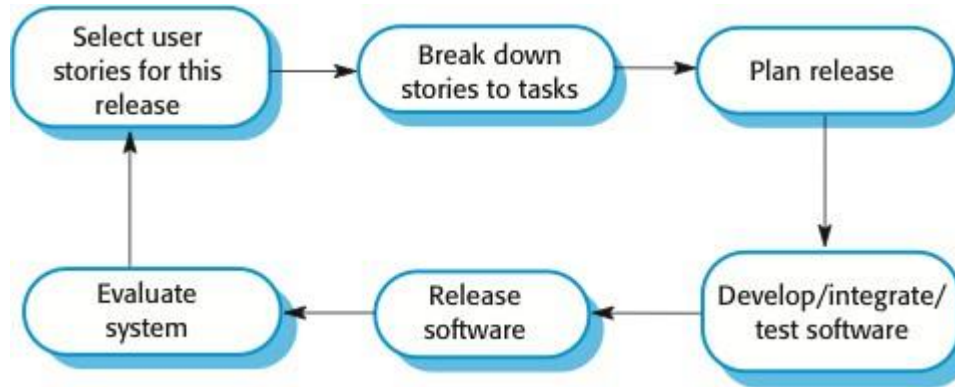 Select user
stories for this
release
Break down
stories to tasks
Plan release
Evaluate
system
Release
software
Develop/integrate/
test software